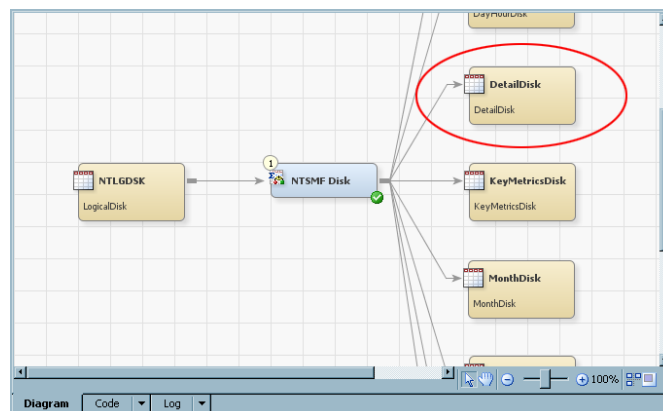 DayHourDisk
DetailDisk
DetailDisk
1
NTLGDSK
LogicalDisk
NTSMF Disk
KeyMetricsDisk
KeyMetricsDisk
MonthDisk
MonthDisk
100%
Diagram Code Log